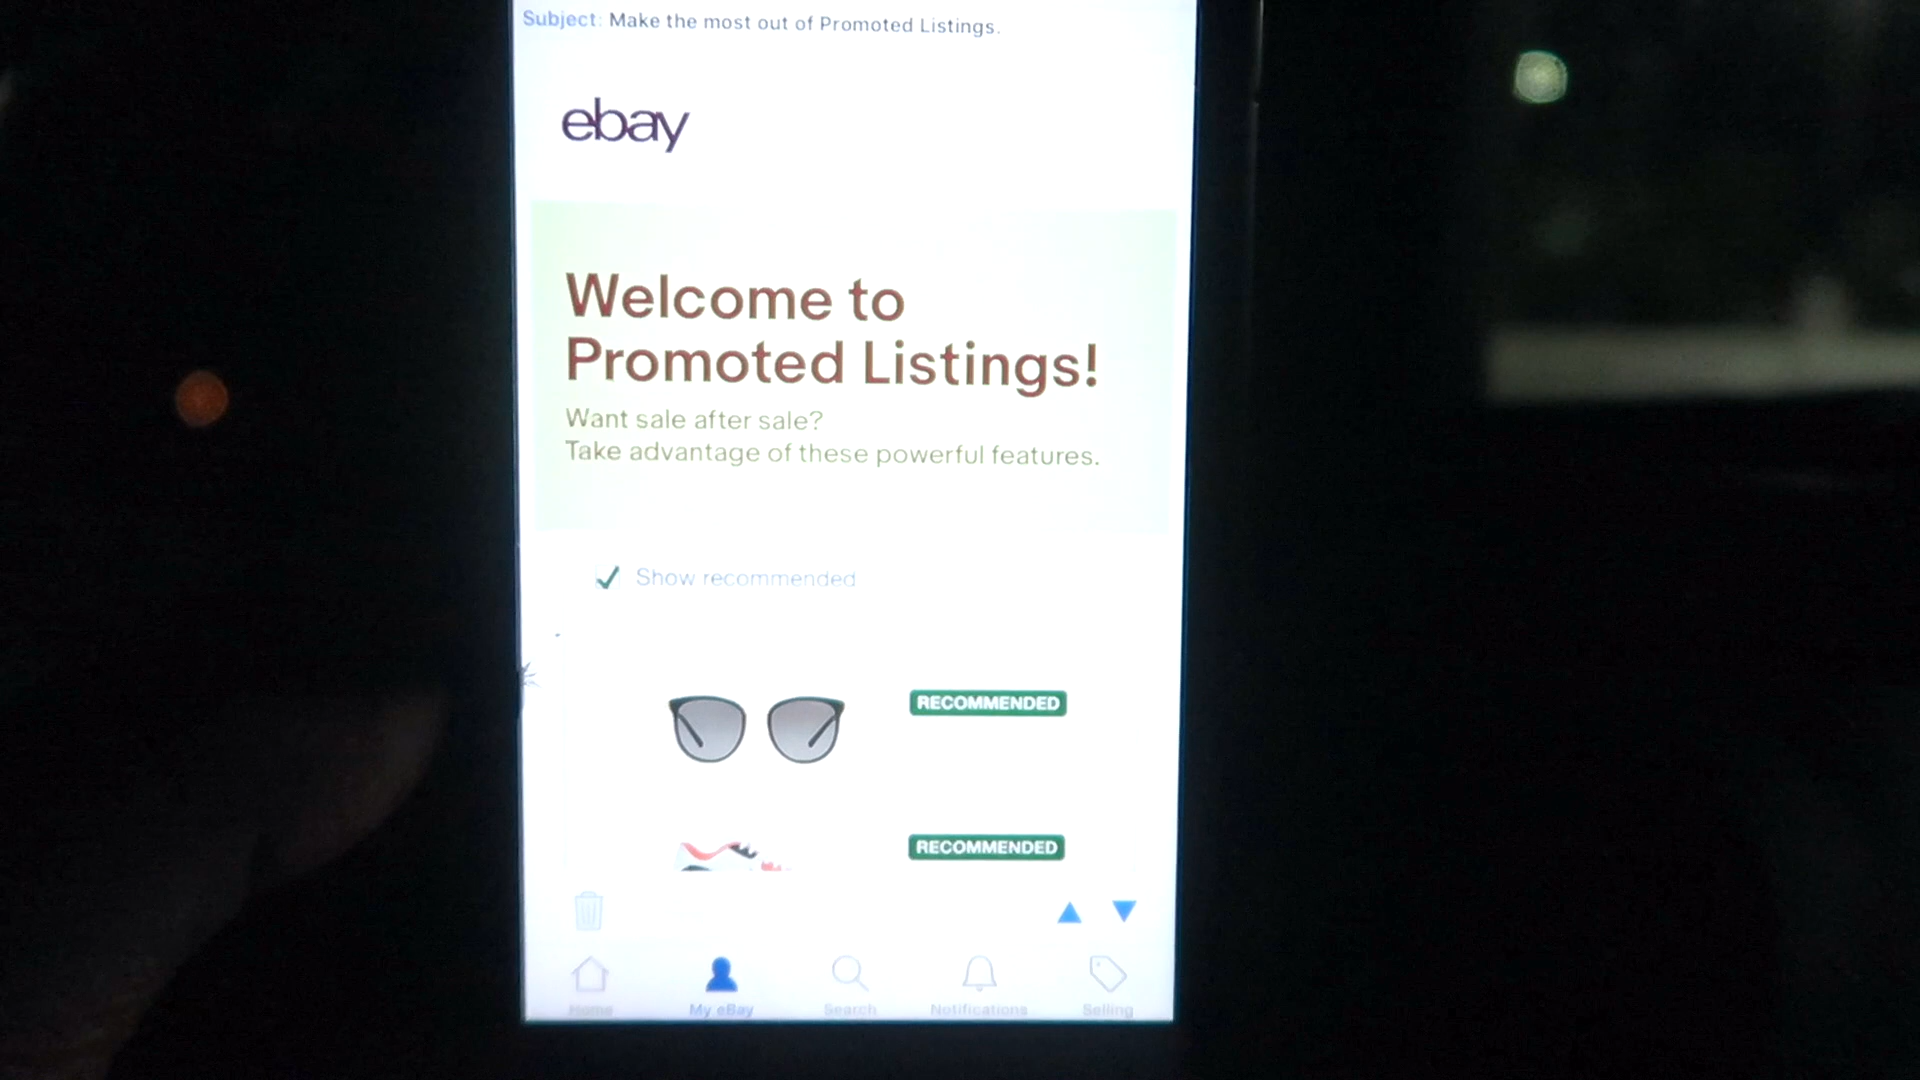 Subject: Make the most out of Promoted Listings.
ebay
Welcome to
Promoted Listings!
Want sale after sale?
Take advantage of these powerful features.
Show recommended
RECOMMENDED
RECOMMENDED
Home
My eBay
Search
Notifications
Selling